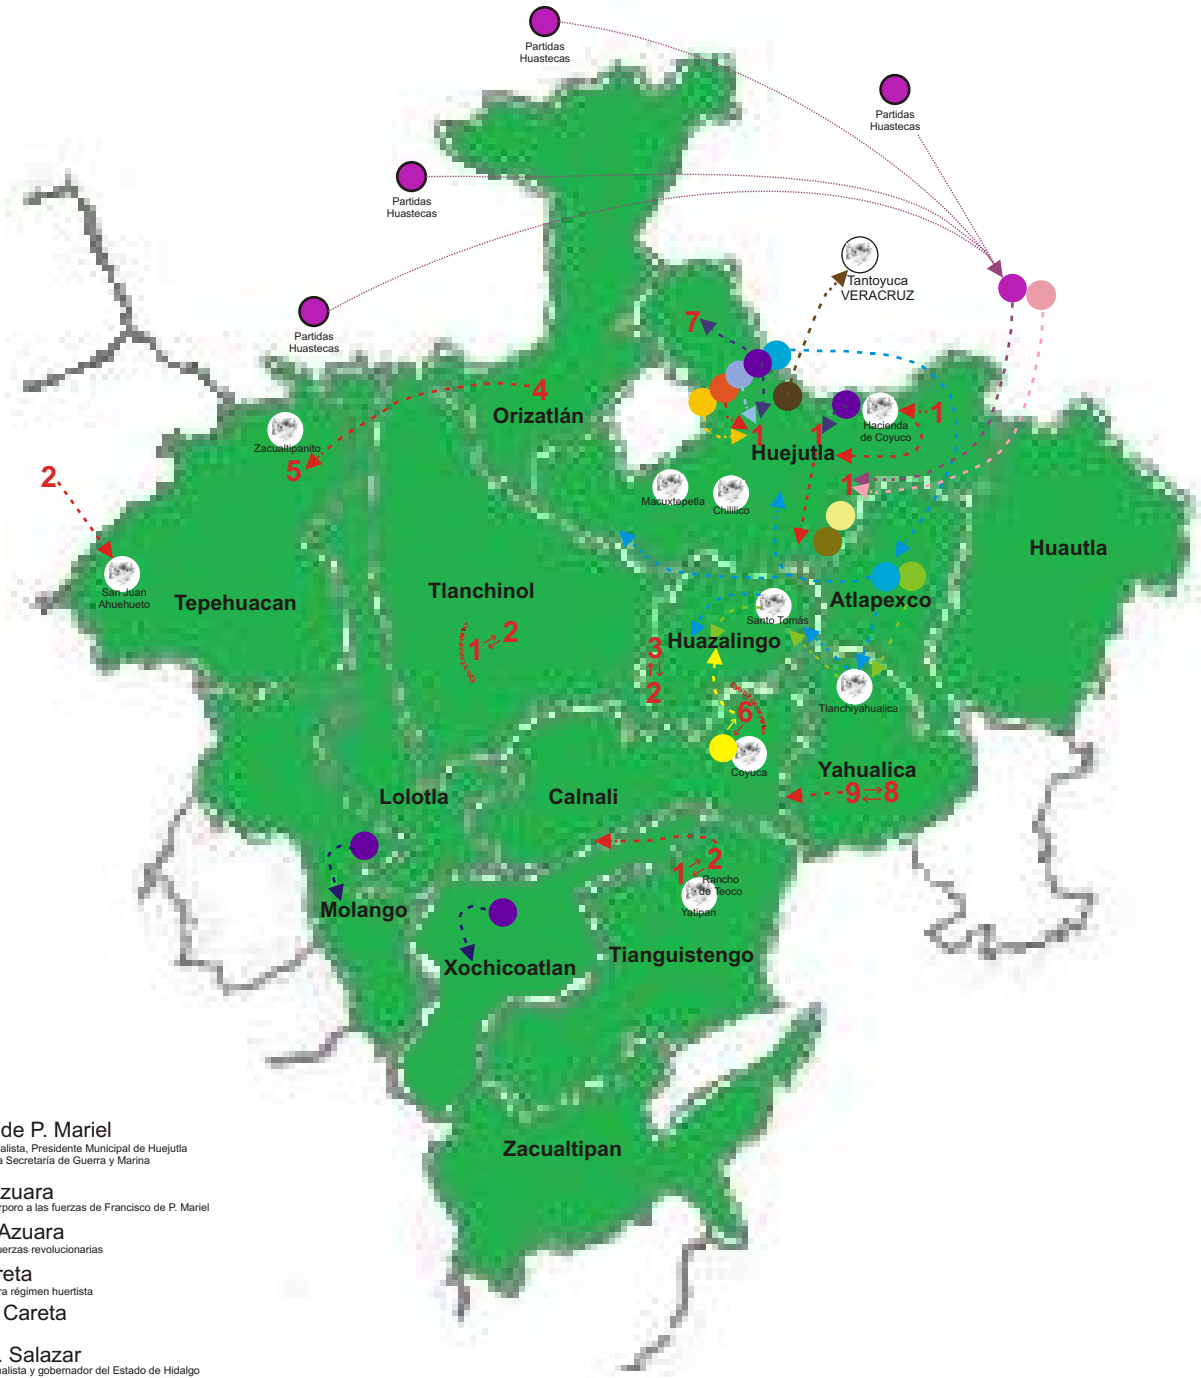 Partidas
Huastecas
Partidas
Huastecas
Partidas
Huastecas
Tantoyuca
VERACRUZ
Partidas
Huastecas
7
4
Orizatlán
1
1
Hacienda
de Coyuco
1
Zacualtipanito
Huejutla
5
2
1
Macuxtepetla
Chililico
Huautla
San Juan
Ahuehueto
Tepehuacan
Tlanchinol
Atlapexco
Santo Tomás
1
2
Huazalingo
3
2
Tlanchiyahualica
6
Coyuca
Yahualica
9
8
Lolotla
Calnali
1
2
Rancho
de Teoco
Yatipan
Molango
Xochicoatlan
Tianguistengo
Zacualtipan
de P. Mariel
alista, Presidente Municipal de Huejutla
a Secretaría de Guerra y Marina
zuara
rporo a las fuerzas de Francisco de P. Mariel
Azuara
uerzas revolucionarias
reta
ra régimen huertista
Careta
. Salazar
nalista y gobernador del Estado de Hidalgo